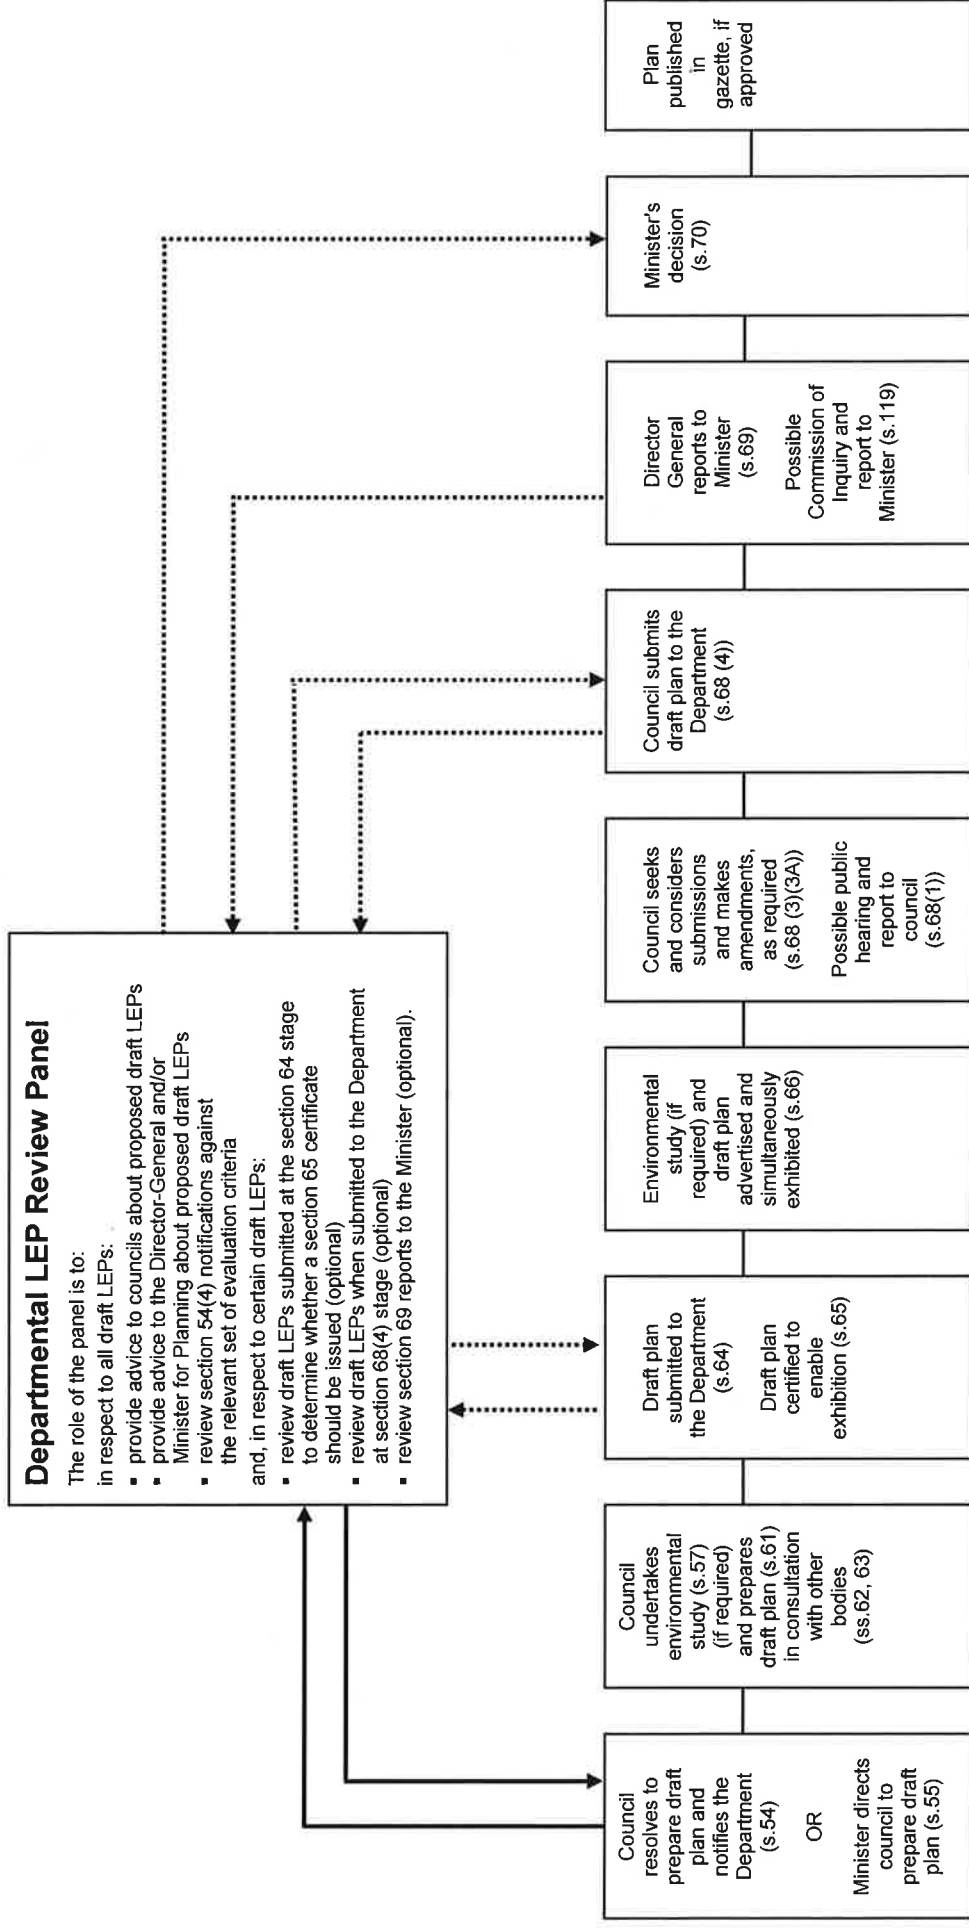 Departmental LEP Review Panel
The role of the panel is to:
in respect to all draft LEPs:
▪ provide advice to councils about proposed draft LEPs
▪ provide advice to the Director-General and/or
Minister for Planning about proposed draft LEPs
▪ review section 54(4) notifications against
the relevant set of evaluation criteria
and, in respect to certain draft LEPs:
▪ review draft LEPs submitted at the section 64 stage
to determine whether a section 65 certificate
should be issued (optional)
▪ review draft LEPs when submitted to the Department
at section 68(4) stage (optional)
▪ review section 69 reports to the Minister (optional).
Council
resolves to
prepare draft
plan and
notifies the
Department
(s.54)
OR
Minister directs
council to
prepare draft
plan (s.55)
Council
undertakes
environmental
study (s.57)
(if required)
and prepares
draft plan (s.61)
in consultation
with other
bodies
(ss.62, 63)
Draft plan
submitted to
the Department
(s.64)
Draft plan
certified to
enable
exhibition (s.65)
Environmental
study (if
required) and
draft plan
advertised and
simultaneously
exhibited (s.66)
Council seeks
and considers
submissions
and makes
amendments,
as required
(s.68 (3)(3A))
Possible public
hearing and
report to
council
(s.68(1))
Council submits
draft plan to the
Department
(s.68 (4))
Director
General
reports to
Minister
(s.69)
Possible
Commission of
Inquiry and
report to
Minister (s.119)
Minister's
decision
(s.70)
Plan
published
in
gazette, if
approved